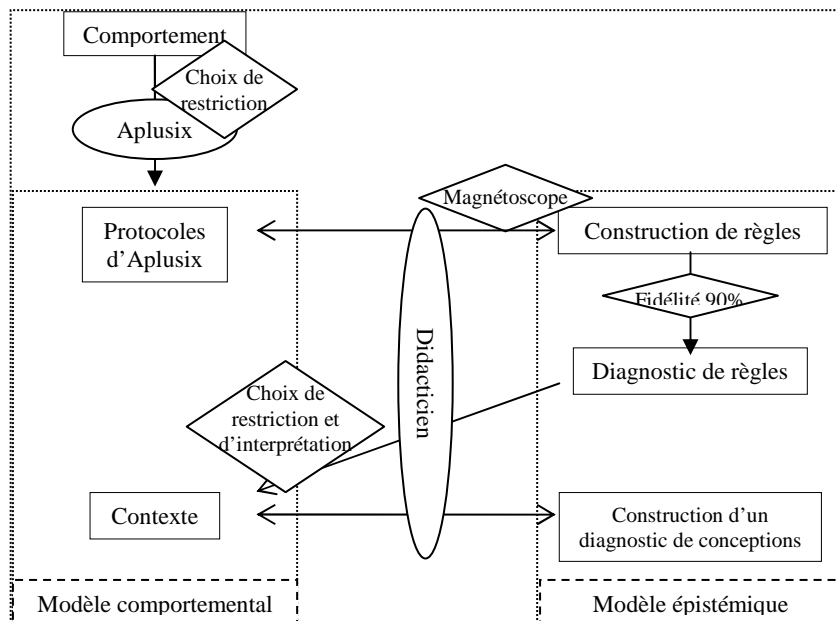 Comportement
Choix de
restriction
Aplusix
Magnétoscope
Protocoles
d'Aplusix
Construction de règles
Fidélité 90%
Didacticien
Diagnostic de règles
Choix de
restriction et
d'interprétation
Contexte
Construction d'un
diagnostic de conceptions
Modèle comportemental
Modèle épistémique